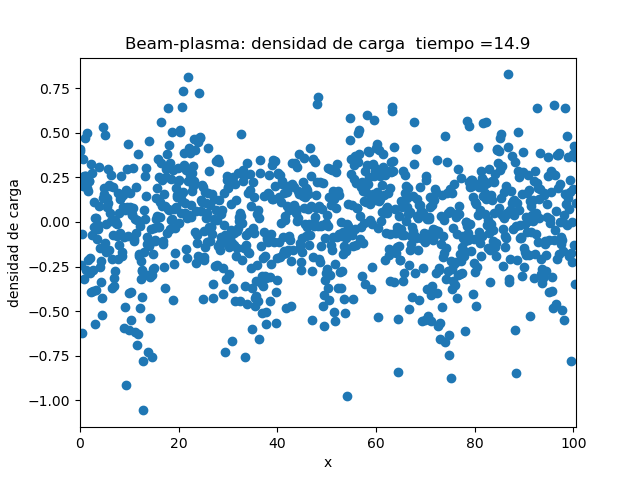 Beam-plasma: densidad de carga  tiempo =14.9
densidad de carga
0.75
0.50
0.25
0.00
−0.25
−0.50
−0.75
−1.00
0 20 40 60 80 100
x